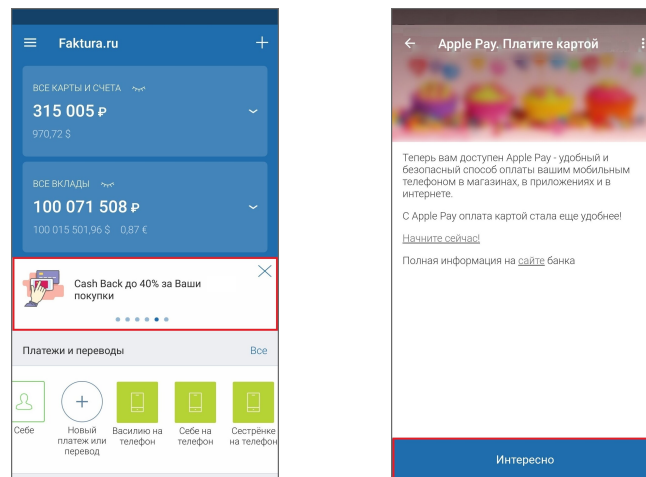 Faktura.ru
ВСЕ КАРТЫ И СЧЕТА
315 005 ₽
970,72 $
ВСЕ ВКЛАДЫ
100 071 508 ₽
100 015 501,96 $ 0,87 €
Cash Back до 40% за Ваши
покупки
Платежи и переводы Все
Себе
Новый
платеж или
перевод
Василию на
телефон
Себе на
телефон
Сестрёнке
на телефон
Apple Pay. Платите картой
Теперь вам доступен Apple Pay - удобный и
безопасный способ оплаты вашим мобильным
телефоном в магазинах, в приложениях и в
интернете.
С Apple Pay оплата картой стала еще удобнее!
Начните сейчас!
Полная информация на сайте банка
Интересно